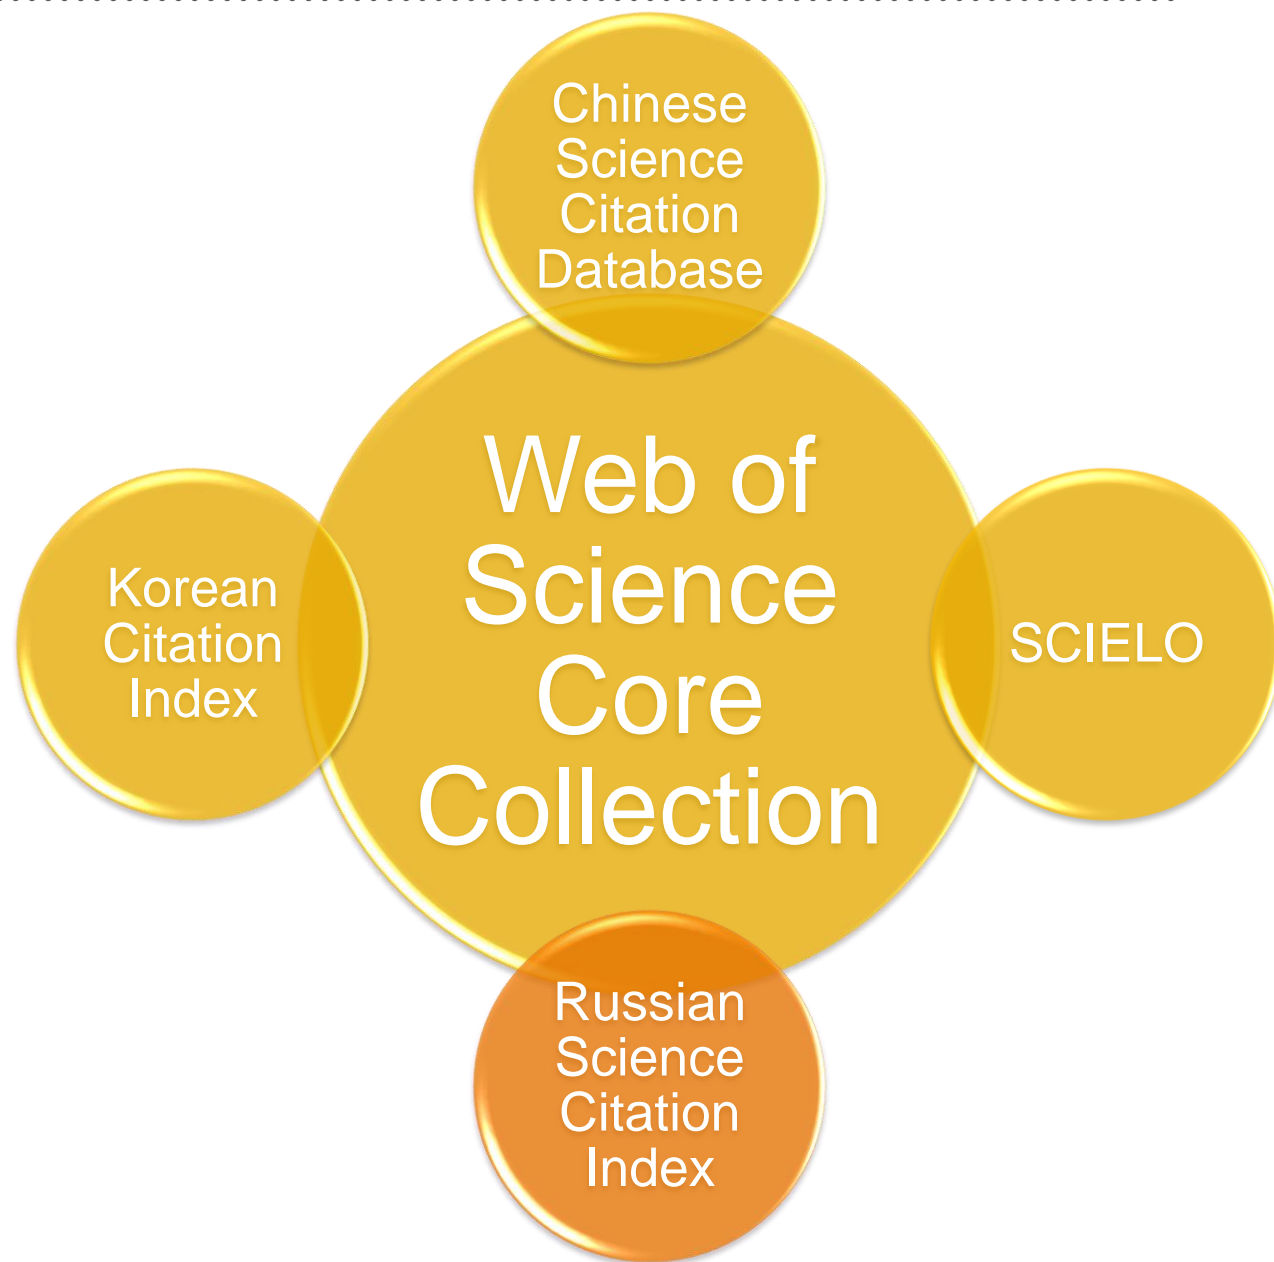 Chinese
Science
Citation
Database
Web of
Science
Core
Collection
Korean
Citation
Index
SCIELO
Russian
Science
Citation
Index